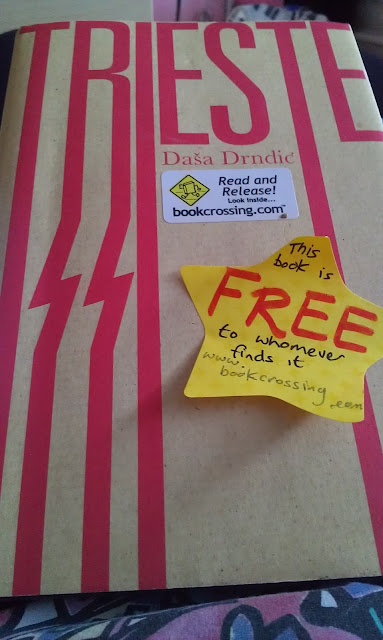 TRIESTE
Daša Drndić
Read and
Release!
Look inside...
bookcrossing.com™
This
book is
FREE
to whomever
finds it
www.
bookcrossing
.com